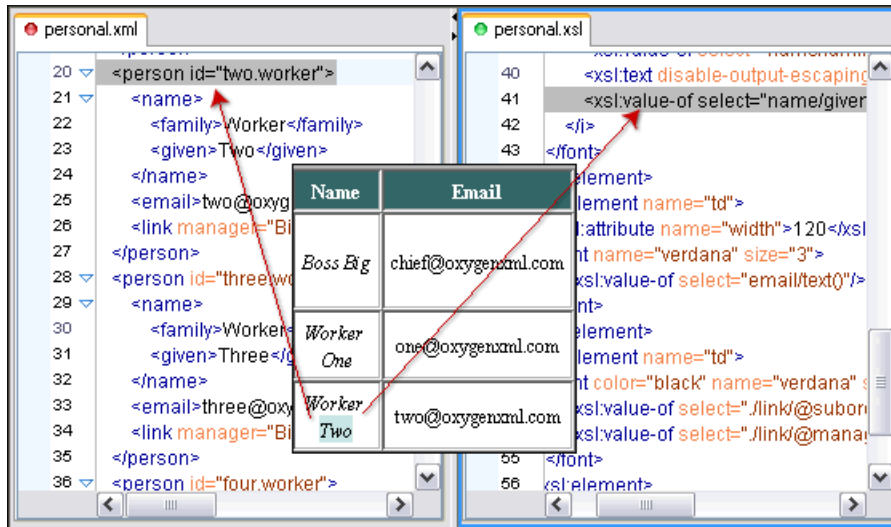 personal.xml
20 <person id="two.worker">
21 <name>
22 <family>Worker</family>
23 <given>Two</given>
24 </name>
25 <email>two@oxyg
26 <link manager="Bi
27 </person>
28 <person id="three.wo
29 <name>
30 <family>Worker
31 <given>Three</g
32 </name>
33 <email>three@oxy
34 <link manager="Bi
35 </person>
36 <person id="four.worker">
Name Email
Boss Big chief@oxygenxml.com
Worker
One
one@oxygenxml.com
Worker
Two
two@oxygenxml.com
personal.xsl
40 <xsl:text disable-output-escaping
41 <xsl:value-of select="name/given
42 </i>
43 </font>
element>
lement name="td">
l:attribute name="width">120</xsl
nt name="verdana" size="3">
xsl:value-of select="email/text()"/>
nt>
element>
lement name="td">
nt color="black" name="verdana" s
xsl:value-of select="./link/@subor
xsl:value-of select="./link/@manag
55 </font>
56 xsl:element>